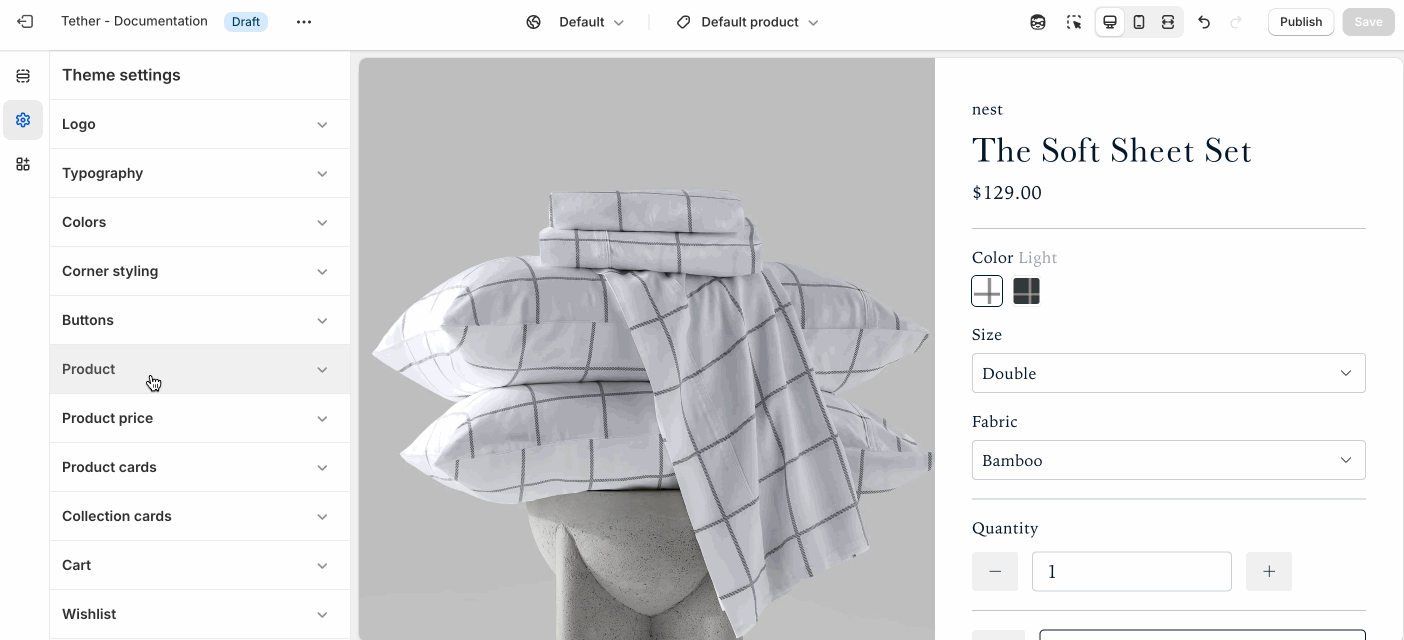 Tether - Documentation Draft ... Default Default product Publish Save
Theme settings
Logo
Typography
Colors
Corner styling
Buttons
Product
Product price
Product cards
Collection cards
Cart
Wishlist
nest
The Soft Sheet Set
$129.00
Color Light
Size
Double
Fabric
Bamboo
Quantity
− 1 +